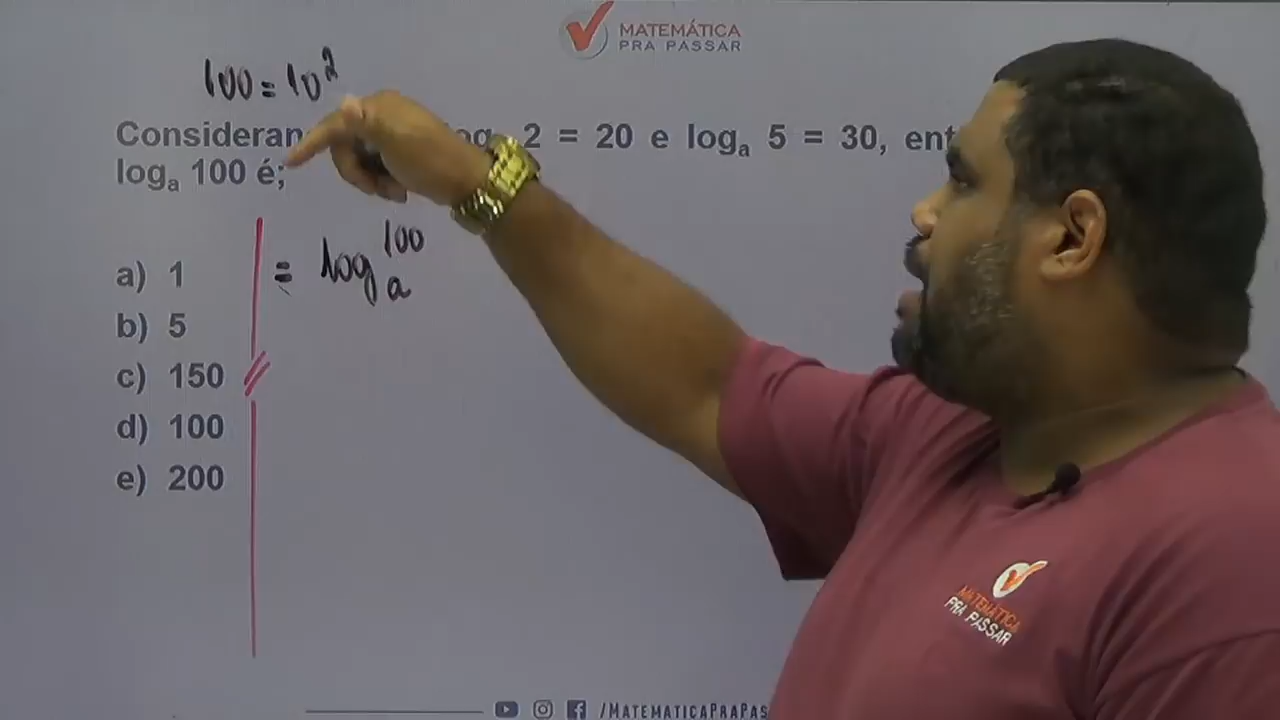 MATEMÁTICA
PRA PASSAR
100 = 10²
Consideran 2 = 20 e logₐ 5 = 30, ent
logₐ 100 é;
a) 1
= log a 100
b) 5
c) 150
d) 100
e) 200
MATEMÁTICA
PRA PASSAR
/MATEMATICAPRAPAS